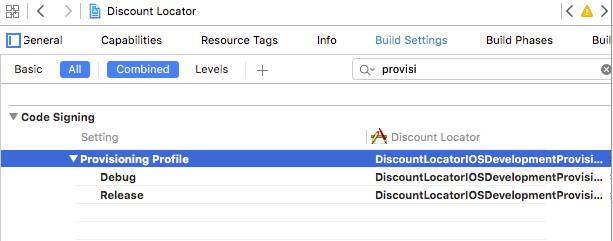 Discount Locator
General Capabilities Resource Tags Info Build Settings Build Phases Buil
Basic All Combined Levels + provisi
Code Signing
Setting Discount Locator
Provisioning Profile DiscountLocatorIOSDevelopmentProvisi...
Debug DiscountLocatorIOSDevelopmentProvisi...
Release DiscountLocatorIOSDevelopmentProvisi...